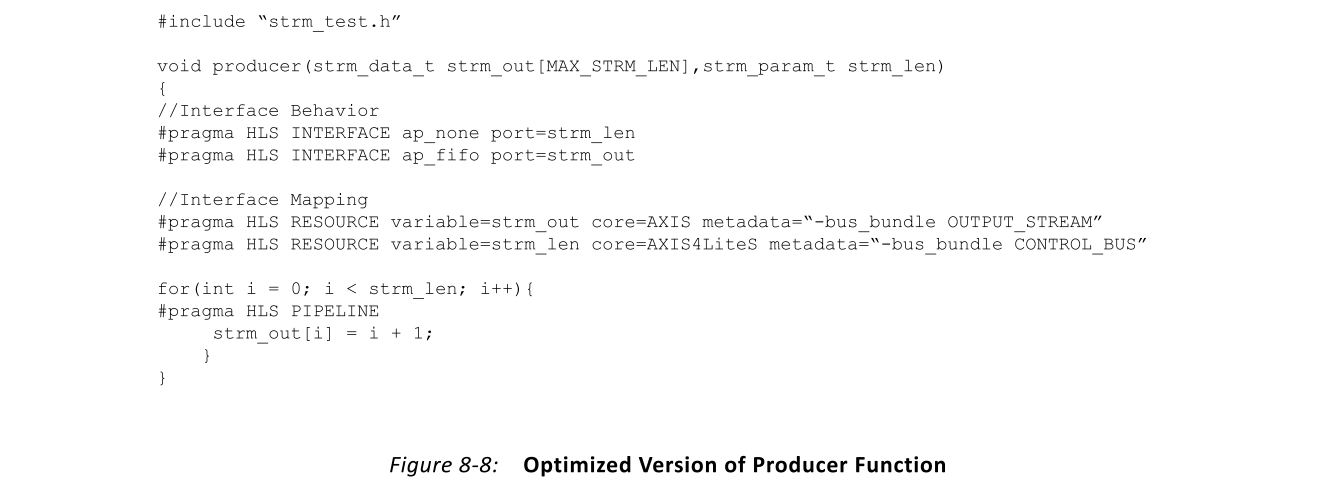 #include “strm_test.h”
void producer(strm_data_t strm_out[MAX_STRM_LEN],strm_param_t strm_len)
{
//Interface Behavior
#pragma HLS INTERFACE ap_none port=strm_len
#pragma HLS INTERFACE ap_fifo port=strm_out
//Interface Mapping
#pragma HLS RESOURCE variable=strm_out core=AXIS metadata=“-bus_bundle OUTPUT_STREAM”
#pragma HLS RESOURCE variable=strm_len core=AXIS4LiteS metadata=“-bus_bundle CONTROL_BUS”
for(int i = 0; i < strm_len; i++){
#pragma HLS PIPELINE
strm_out[i] = i + 1;
}
}
Figure 8-8: Optimized Version of Producer Function